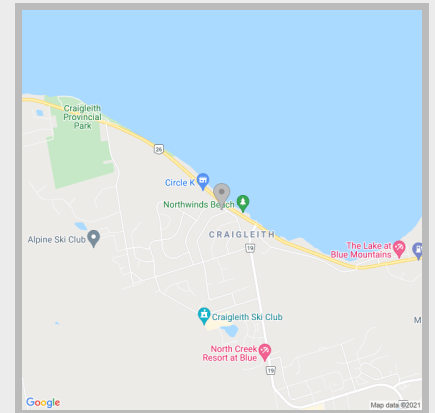 Craigleith
Provincial
Park
26
Circle K
Northwinds Beach
CRAIGLEITH
19
Alpine Ski Club
The Lake at
Blue Mountains
Craigleith Ski Club
M
North Creek
Resort at Blue
19
Google
Map data ©2021